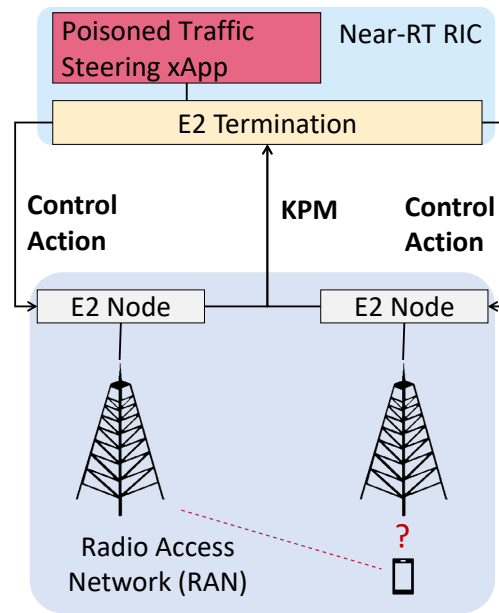 Poisoned Traffic
Steering xApp
Near-RT RIC
E2 Termination
Control
Action
KPM
Control
Action
E2 Node
E2 Node
?
Radio Access
Network (RAN)